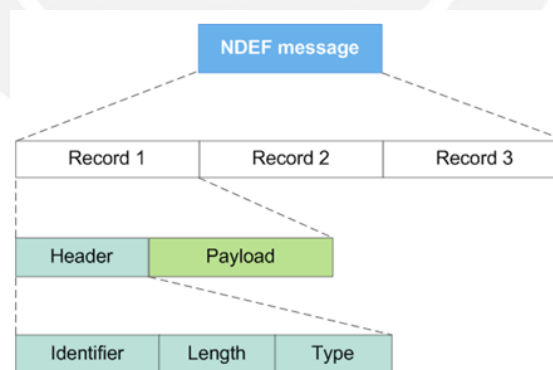 NDEF message
Record 1 Record 2 Record 3
Header Payload
Identifier Length Type